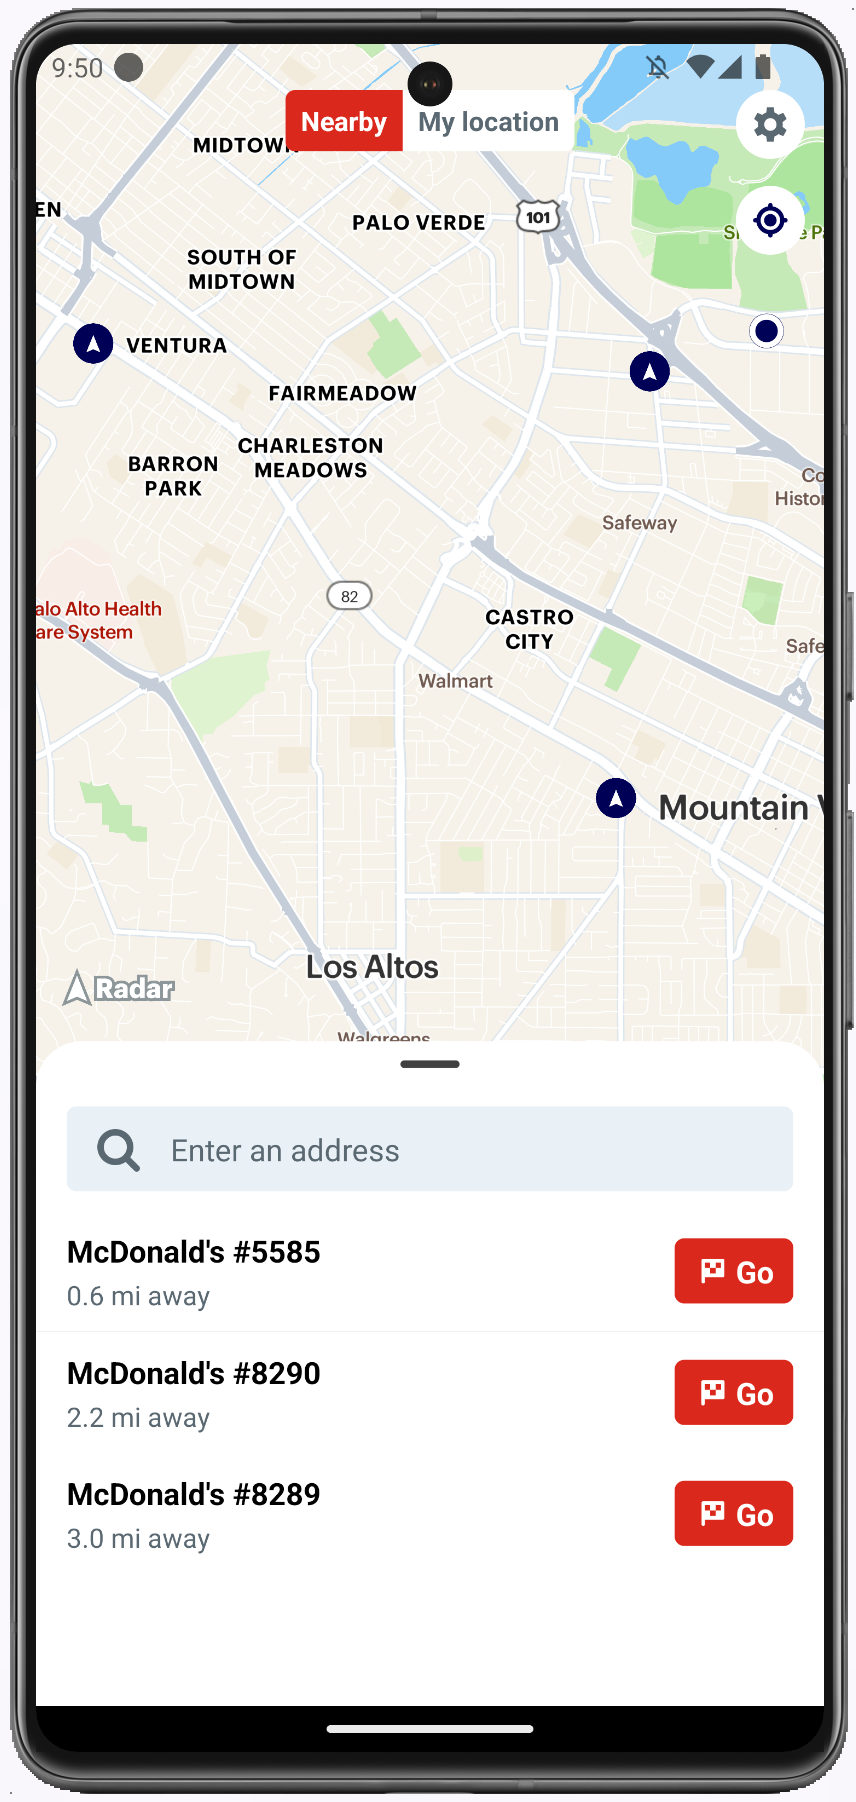 9:50
Nearby
My location
MIDTOW
EN
PALO VERDE
101
SOUTH OF
MIDTOWN
VENTURA
FAIRMEADOW
CHARLESTON
MEADOWS
BARRON
PARK
Co
Histor
Safeway
82
alo Alto Health
are System
CASTRO
CITY
Safe
Walmart
Mountain
Los Altos
Radar
Walgreens
Enter an address
McDonald's #5585
0.6 mi away
Go
McDonald's #8290
2.2 mi away
Go
McDonald's #8289
3.0 mi away
Go